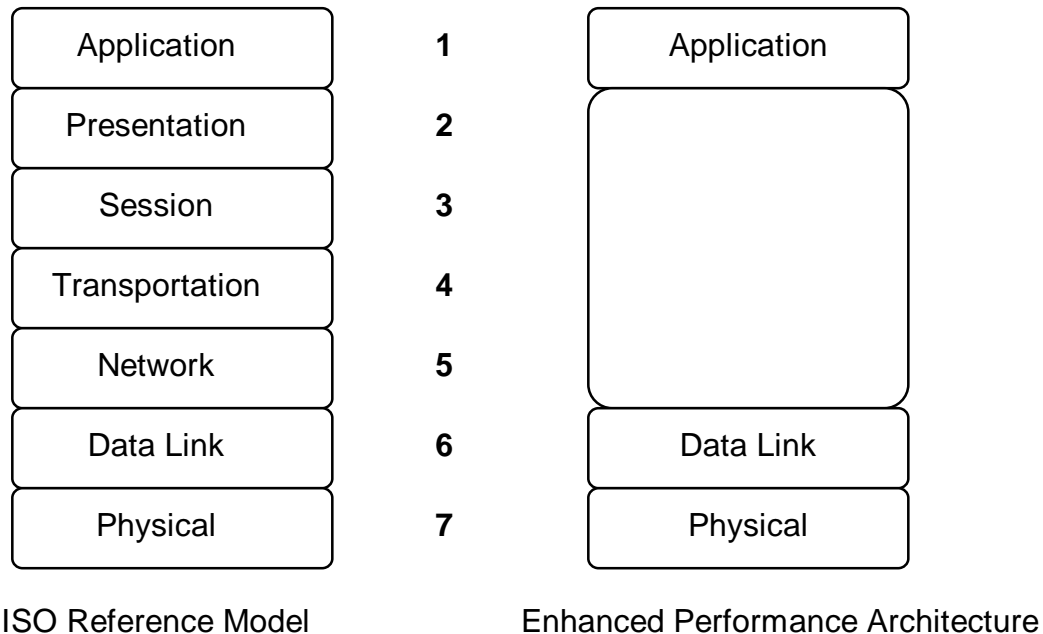 Application 1 Application
Presentation 2
Session 3
Transportation 4
Network 5
Data Link 6 Data Link
Physical 7 Physical
ISO Reference Model Enhanced Performance Architecture